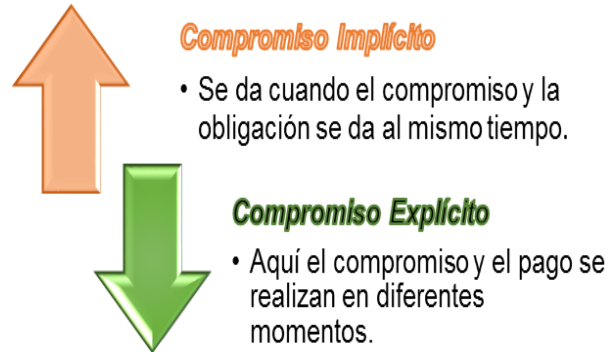 Compromiso Implícito
• Se da cuando el compromiso y la
obligación se da al mismo tiempo.
Compromiso Explícito
• Aquí el compromiso y el pago se
realizan en diferentes
momentos.